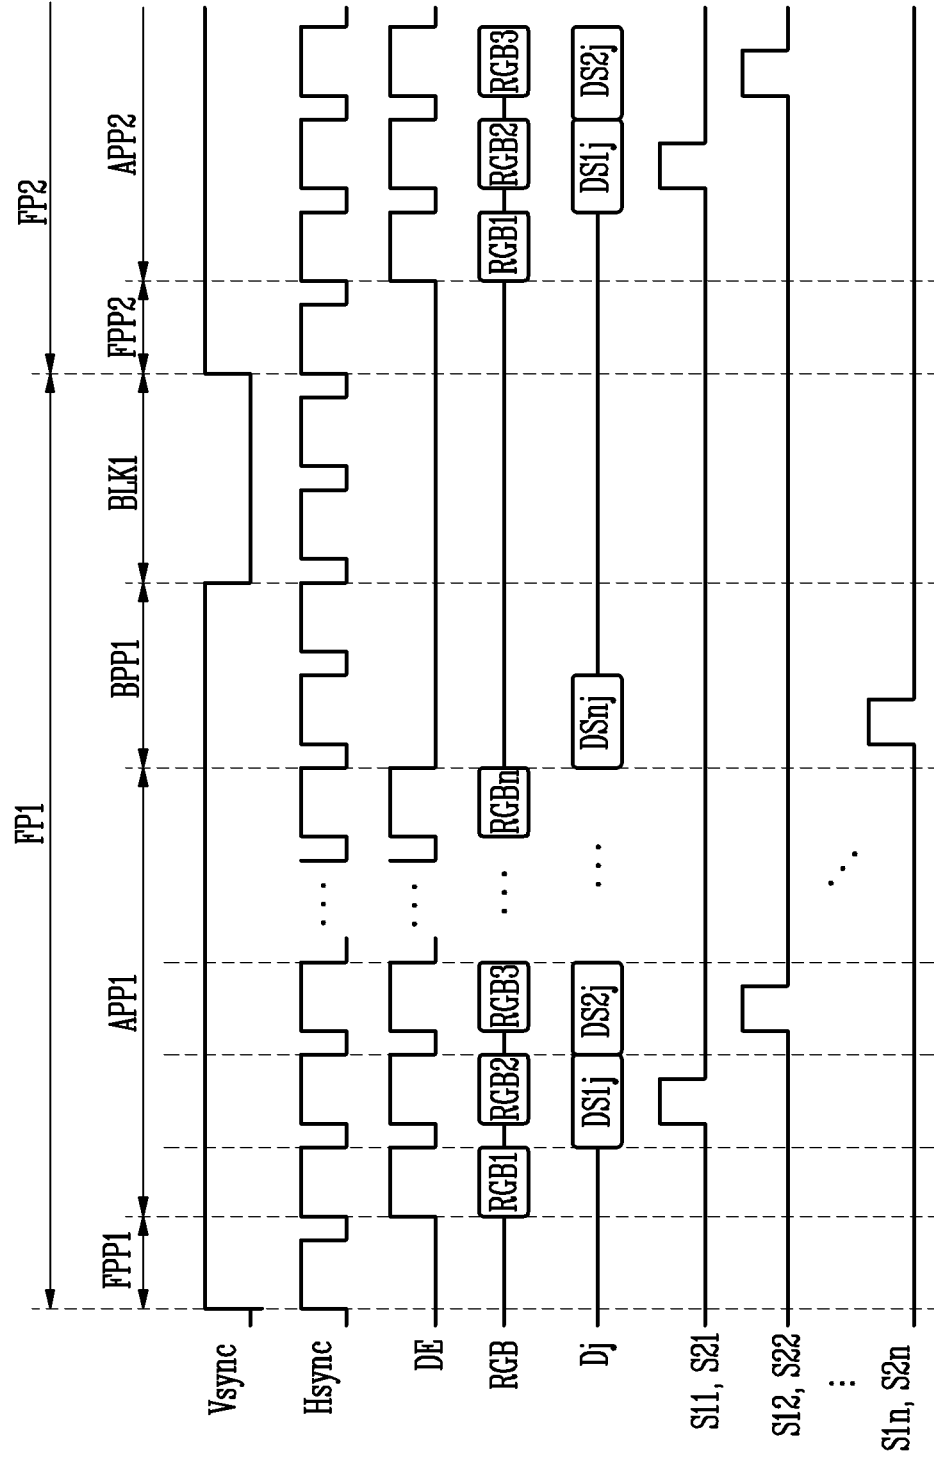 FP1 FP2
FPP1 APP1 BPP1 BLK1 FPP2 APP2
Vsync
Hsync
DE
RGB RGB1 RGB2 RGB3 RGBn RGB1 RGB2 RGB3
Dj DS1j DS2j DSnj DS1j DS2j
S11, S21
S12, S22
S1n, S2n